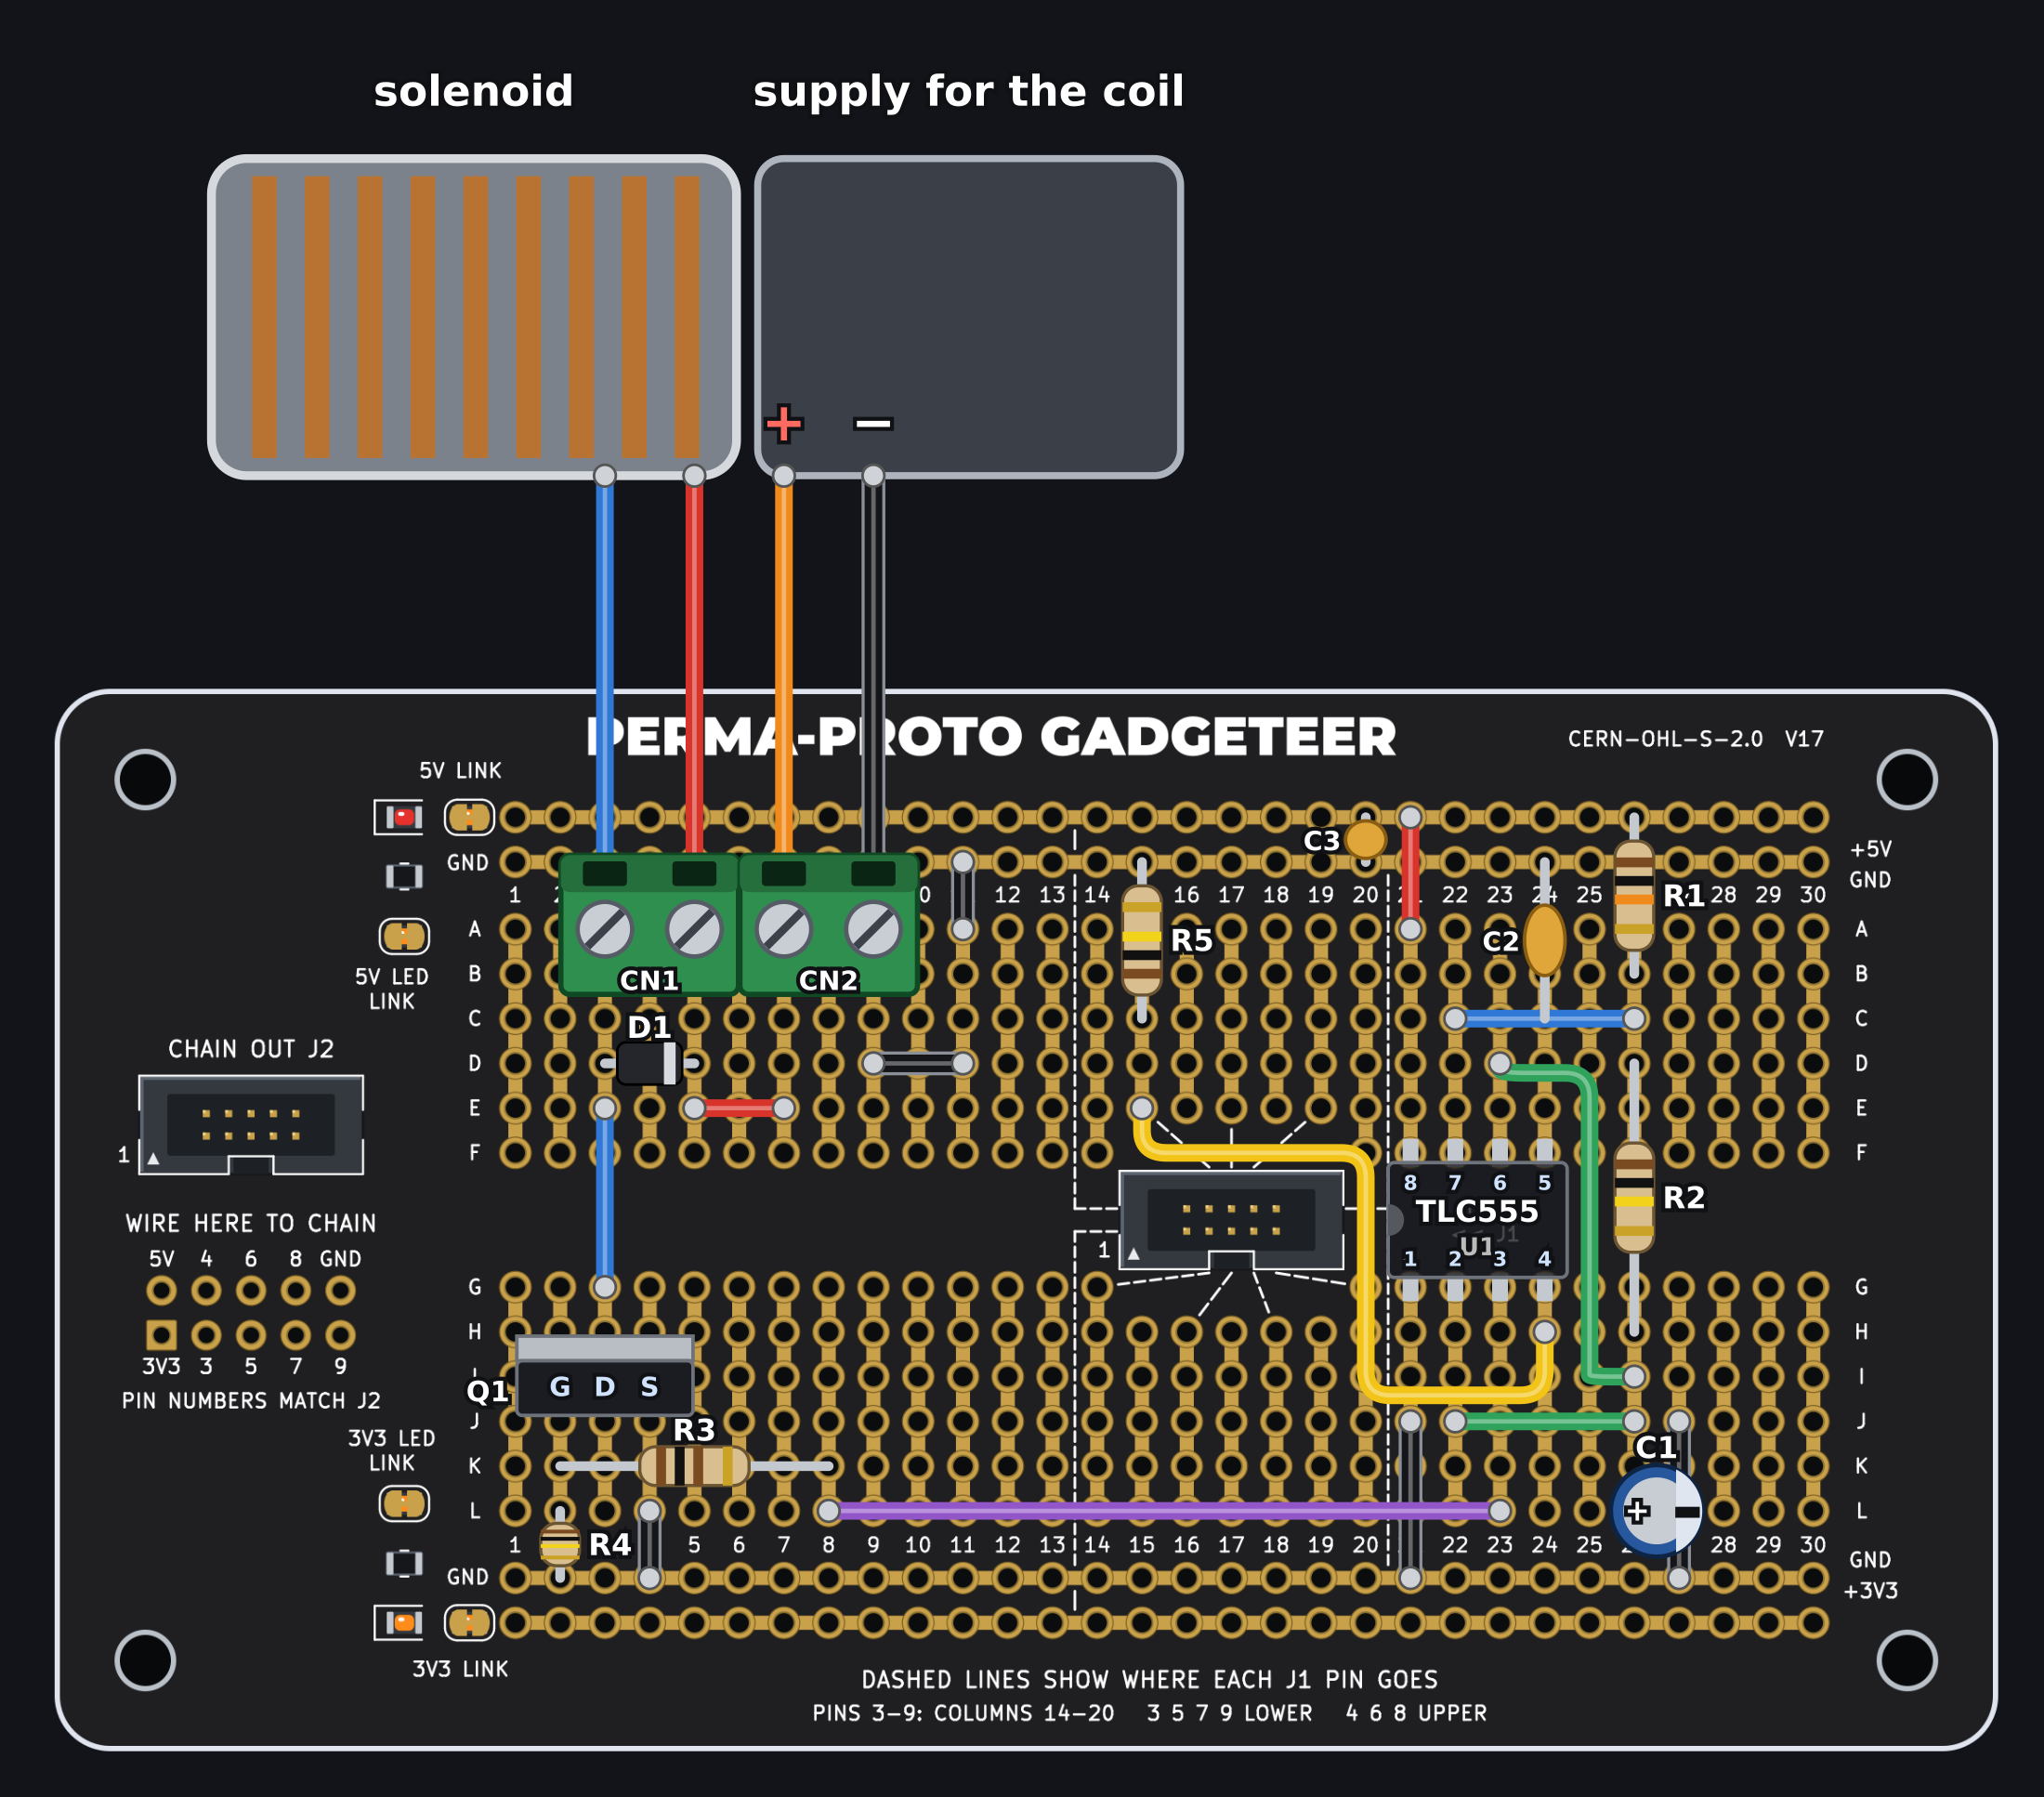 solenoid supply for the coil
+ −
PERMA-PROTO GADGETEER
CERN-OHL-S-2.0 V17
5V LINK
GND
+5V
GND
C3
1 12 13 14 16 17 18 19 20 22 23 25 28 29 30
R1
A A
R5
C2
B B
5V LED
LINK
CN1 CN2
C C
D1
CHAIN OUT J2
D D
E E
F F
1
8 7 6 5
TLC555
U1
1 2 3 4
1
R2
WIRE HERE TO CHAIN
5V 4 6 8 GND
3V3 3 5 7 9
PIN NUMBERS MATCH J2
G G
H H
I
Q1 G D S
J J
R3
C1
3V3 LED
LINK
K K
L L
+
1 5 6 7 8 9 10 11 12 13 14 15 16 17 18 19 20 22 23 24 25 28 29 30
R4
GND
GND
+3V3
3V3 LINK
DASHED LINES SHOW WHERE EACH J1 PIN GOES
PINS 3-9: COLUMNS 14-20 3 5 7 9 LOWER 4 6 8 UPPER